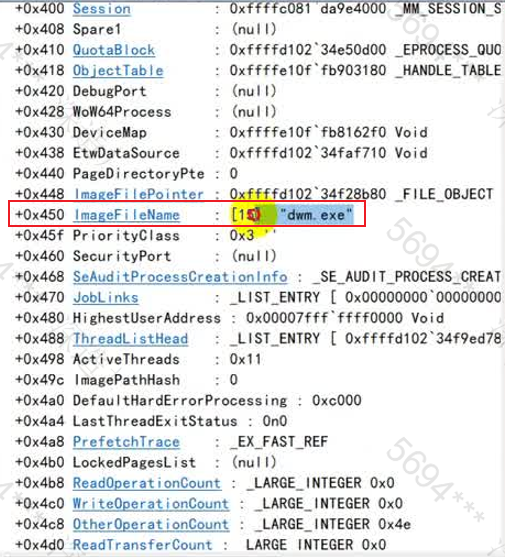 +0x400 Session : 0xffffc081`da9e4000 _MM_SESSION_S
+0x408 Spare1 : (null)
+0x410 QuotaBlock : 0xffffd102`34e50d00 _EPROCESS_QUO
+0x418 ObjectTable : 0xffffe10f`fb903180 _HANDLE_TABLE
+0x420 DebugPort : (null)
+0x428 WoW64Process : (null)
+0x430 DeviceMap : 0xffffe10f`fb8162f0 Void
+0x438 EtwDataSource : 0xffffd102`34faf710 Void
+0x440 PageDirectoryPte : 0
+0x448 ImageFilePointer : 0xffffd102`34f28b80 _FILE_OBJECT
+0x450 ImageFileName : [15] "dwm.exe"
+0x45f PriorityClass : 0x3 ''
+0x460 SecurityPort : (null)
+0x468 SeAuditProcessCreationInfo : _SE_AUDIT_PROCESS_CREAT
+0x470 JobLinks : _LIST_ENTRY [ 0x00000000`00000000
+0x480 HighestUserAddress : 0x00007fff`ffff0000 Void
+0x488 ThreadListHead : _LIST_ENTRY [ 0xffffd102`34f9ed78
+0x498 ActiveThreads : 0x11
+0x49c ImagePathHash : 0
+0x4a0 DefaultHardErrorProcessing : 0xc000
+0x4a4 LastThreadExitStatus : 0n0
+0x4a8 PrefetchTrace : _EX_FAST_REF
+0x4b0 LockedPagesList : (null)
+0x4b8 ReadOperationCount : _LARGE_INTEGER 0x0
+0x4c0 WriteOperationCount : _LARGE_INTEGER 0x0
+0x4c8 OtherOperationCount : _LARGE_INTEGER 0x4e
+0x4d0 ReadTransferCount : _LARGE_INTEGER 0x0
5694***
5694***